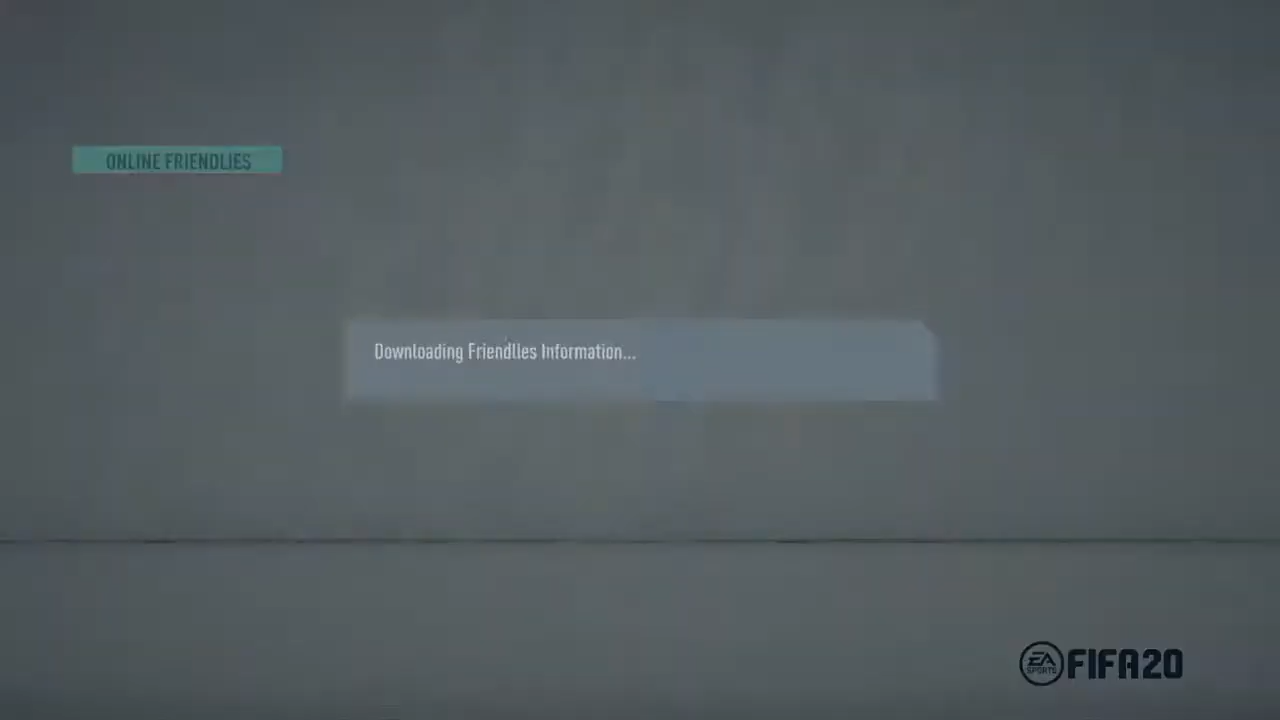 ONLINE FRIENDLIES
Downloading Friendlies Information...
EA
SPORTS
FIFA20